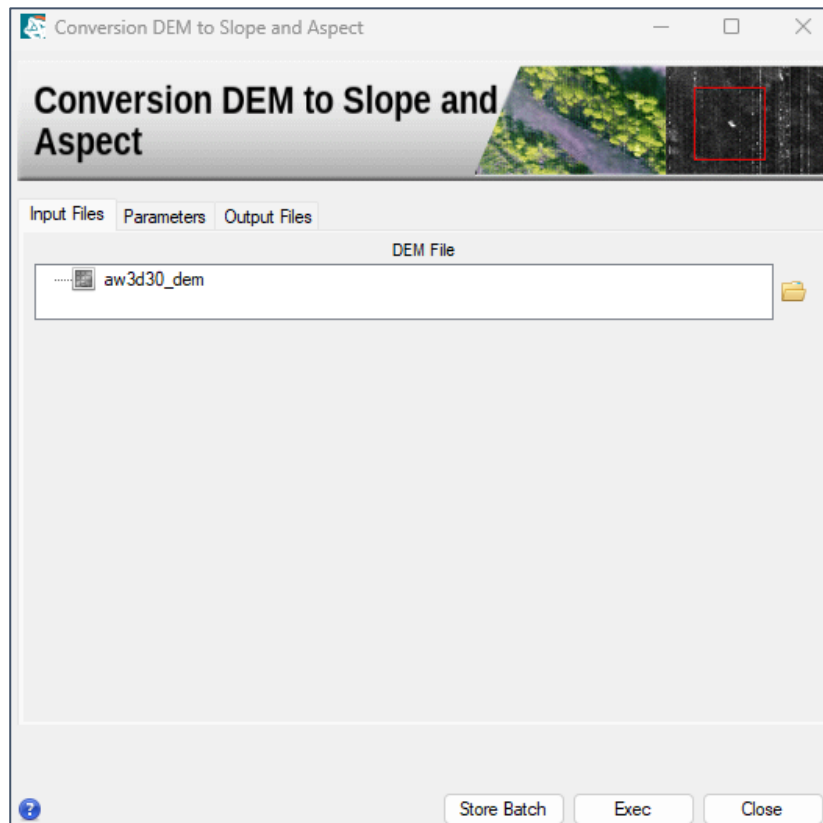 Conversion DEM to Slope and Aspect
Conversion DEM to Slope and
Aspect
Input Files Parameters Output Files
DEM File
aw3d30_dem
?
Store Batch Exec Close